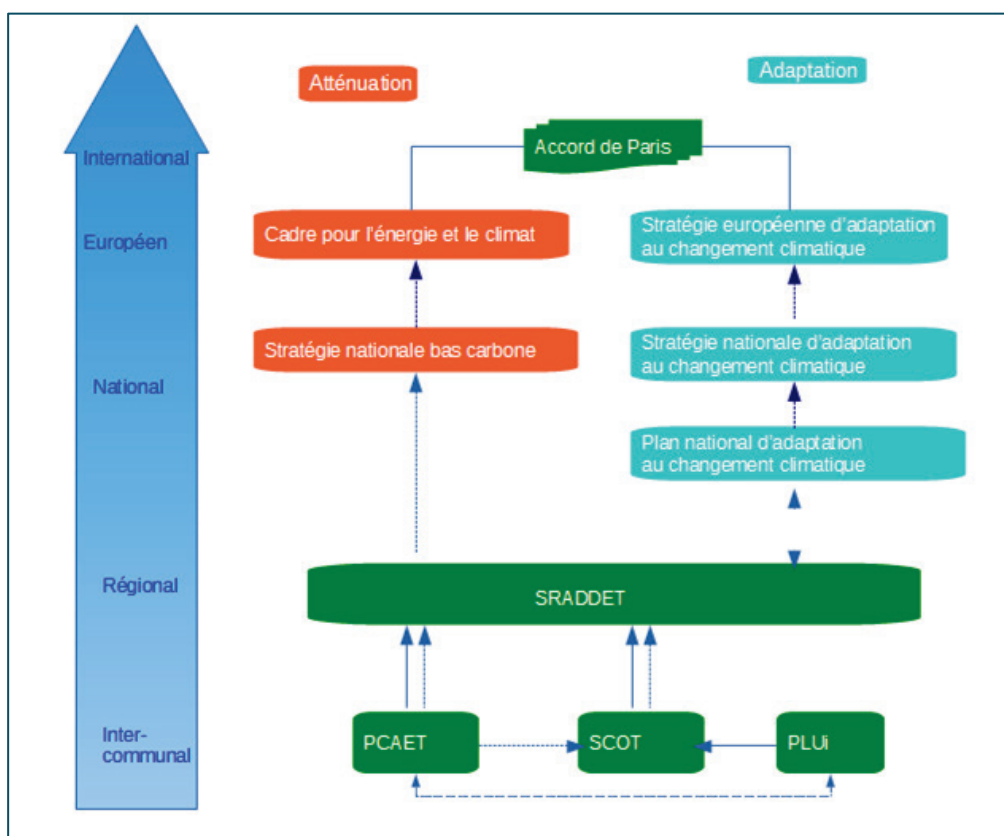 Atténuation
Adaptation
International
Accord de Paris
Européen
Cadre pour l'énergie et le climat
Stratégie européenne d'adaptation
au changement climatique
Stratégie nationale bas carbone
Stratégie nationale d'adaptation
au changement climatique
National
Plan national d'adaptation
au changement climatique
Régional
SRADDET
Inter-
communal
PCAET
SCOT
PLUi